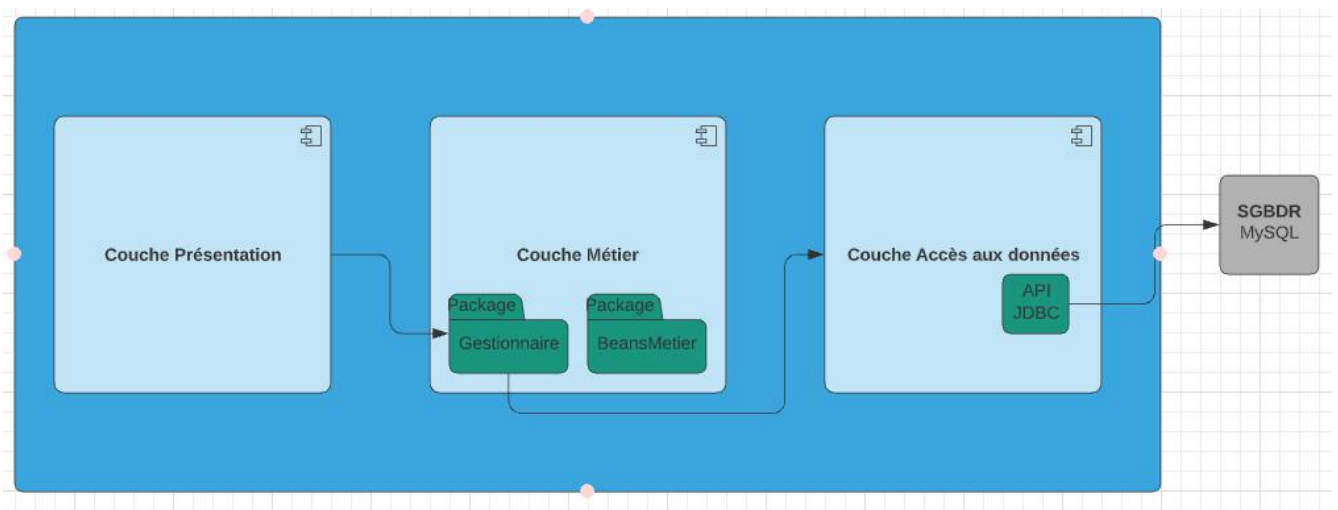 Couche Présentation
Couche Métier
Package
Gestionnaire
Package
BeansMetier
Couche Accès aux données
API
JDBC
SGBDR
MySQL